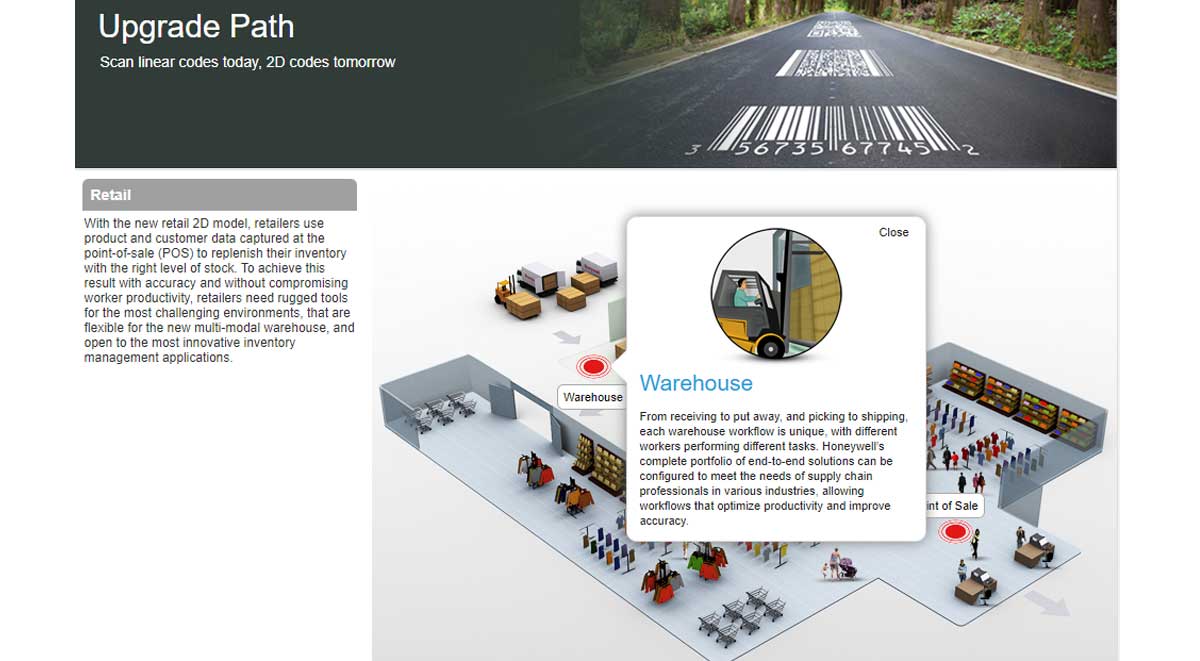 Upgrade Path
Scan linear codes today, 2D codes tomorrow
3 56735 67745 2
Retail
With the new retail 2D model, retailers use
product and customer data captured at the
point-of-sale (POS) to replenish their inventory
with the right level of stock. To achieve this
result with accuracy and without compromising
worker productivity, retailers need rugged tools
for the most challenging environments, that are
flexible for the new multi-modal warehouse, and
open to the most innovative inventory
management applications.
Close
Warehouse
Warehouse
From receiving to put away, and picking to shipping,
each warehouse workflow is unique, with different
workers performing different tasks. Honeywell's
complete portfolio of end-to-end solutions can be
configured to meet the needs of supply chain
professionals in various industries, allowing
workflows that optimize productivity and improve
accuracy.
int of Sale